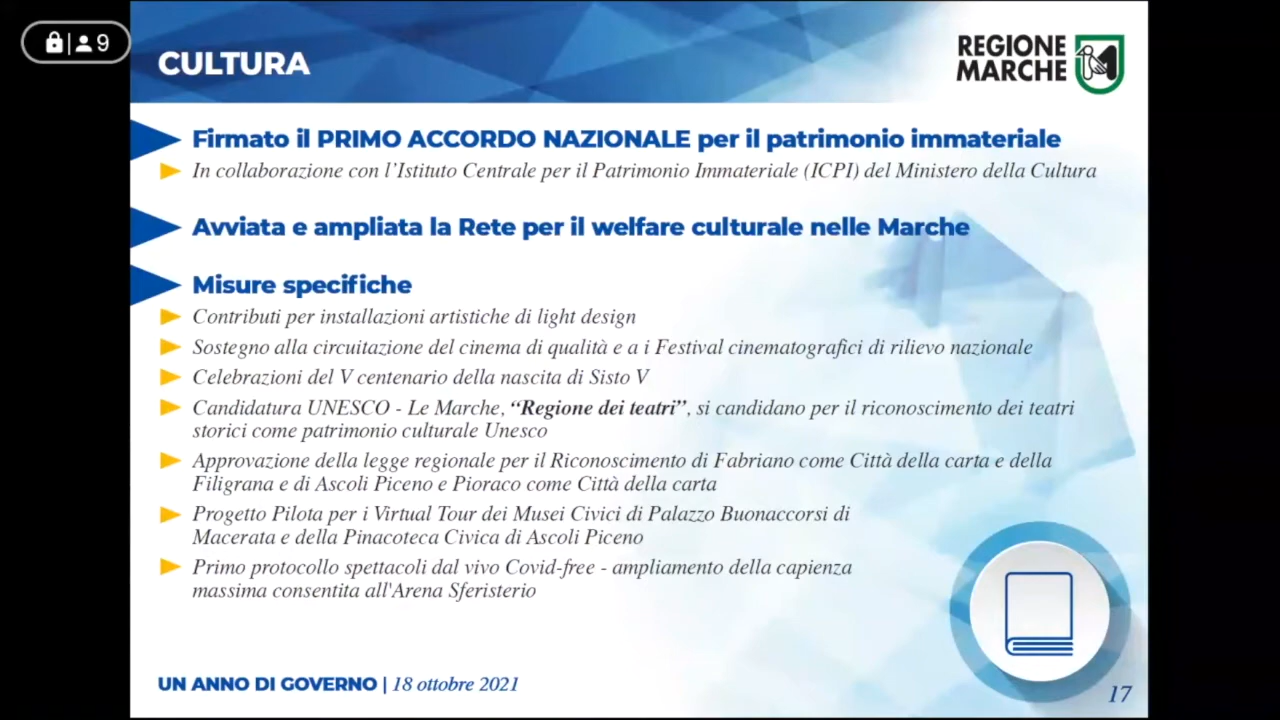 9
CULTURA
REGIONE
MARCHE
Firmato il PRIMO ACCORDO NAZIONALE per il patrimonio immateriale
In collaborazione con l'Istituto Centrale per il Patrimonio Immateriale (ICPI) del Ministero della Cultura
Avviata e ampliata la Rete per il welfare culturale nelle Marche
Misure specifiche
Contributi per installazioni artistiche di light design
Sostegno alla circuitazione del cinema di qualità e a i Festival cinematografici di rilievo nazionale
Celebrazioni del V centenario della nascita di Sisto V
Candidatura UNESCO - Le Marche, “Regione dei teatri”, si candidano per il riconoscimento dei teatri
storici come patrimonio culturale Unesco
Approvazione della legge regionale per il Riconoscimento di Fabriano come Città della carta e della
Filigrana e di Ascoli Piceno e Pioraco come Città della carta
Progetto Pilota per i Virtual Tour dei Musei Civici di Palazzo Buonaccorsi di
Macerata e della Pinacoteca Civica di Ascoli Piceno
Primo protocollo spettacoli dal vivo Covid-free - ampliamento della capienza
massima consentita all'Arena Sferisterio
UN ANNO DI GOVERNO | 18 ottobre 2021
17